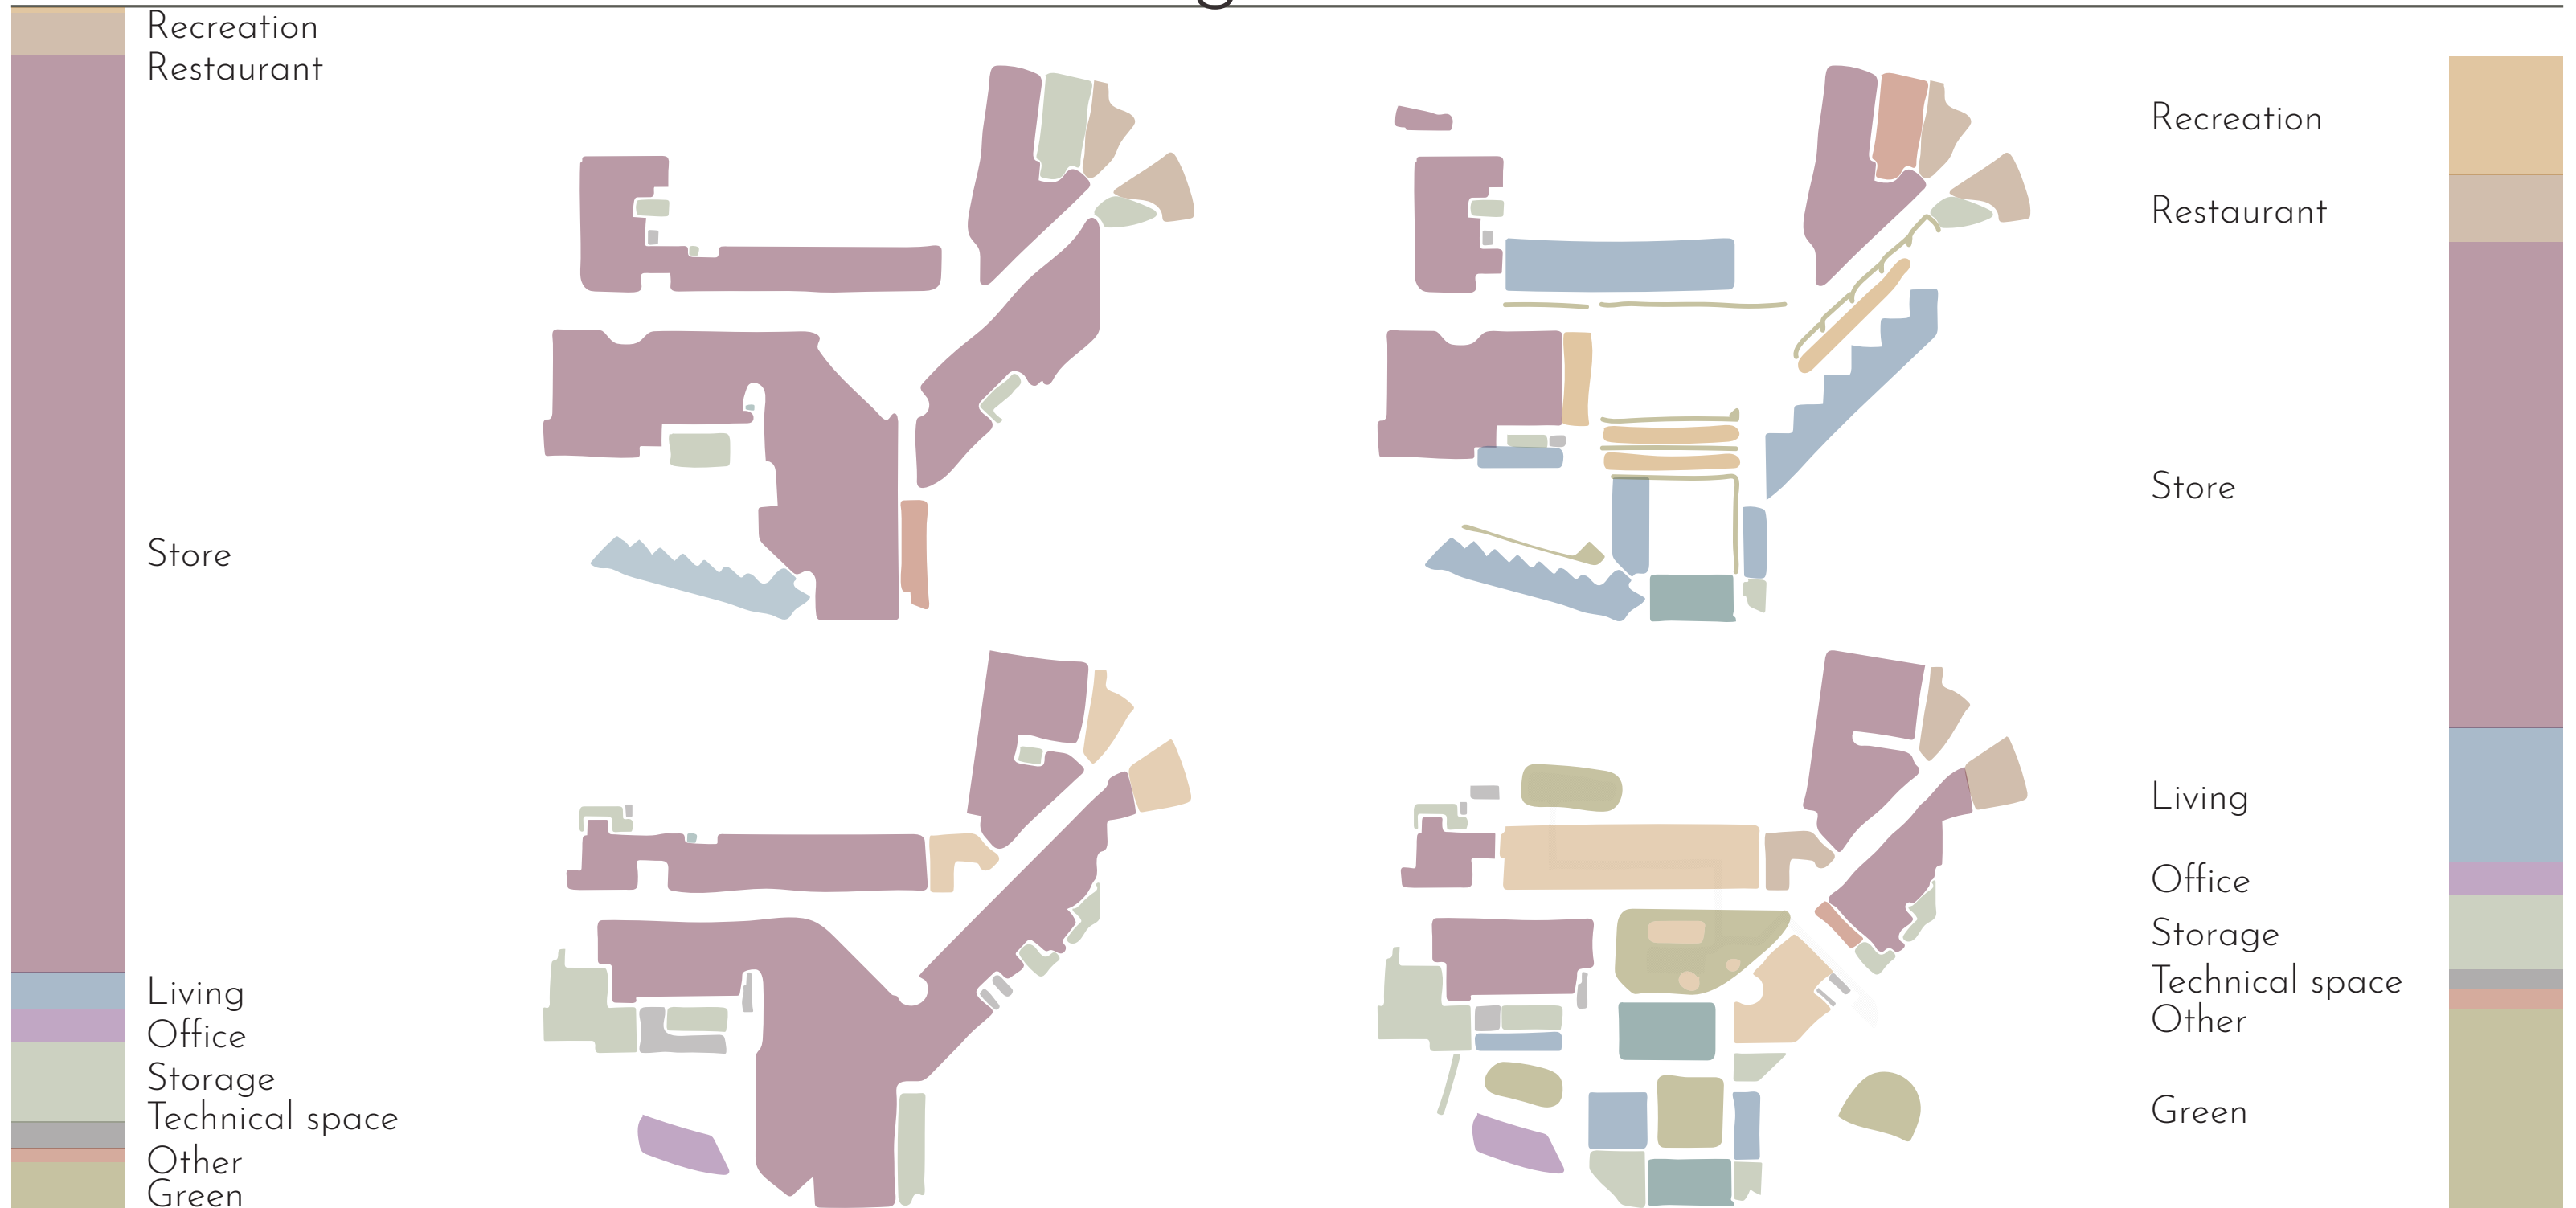 Recreation
Restaurant
Store
Living
Office
Storage
Technical space
Other
Green
Recreation
Restaurant
Store
Living
Office
Storage
Technical space
Other
Green